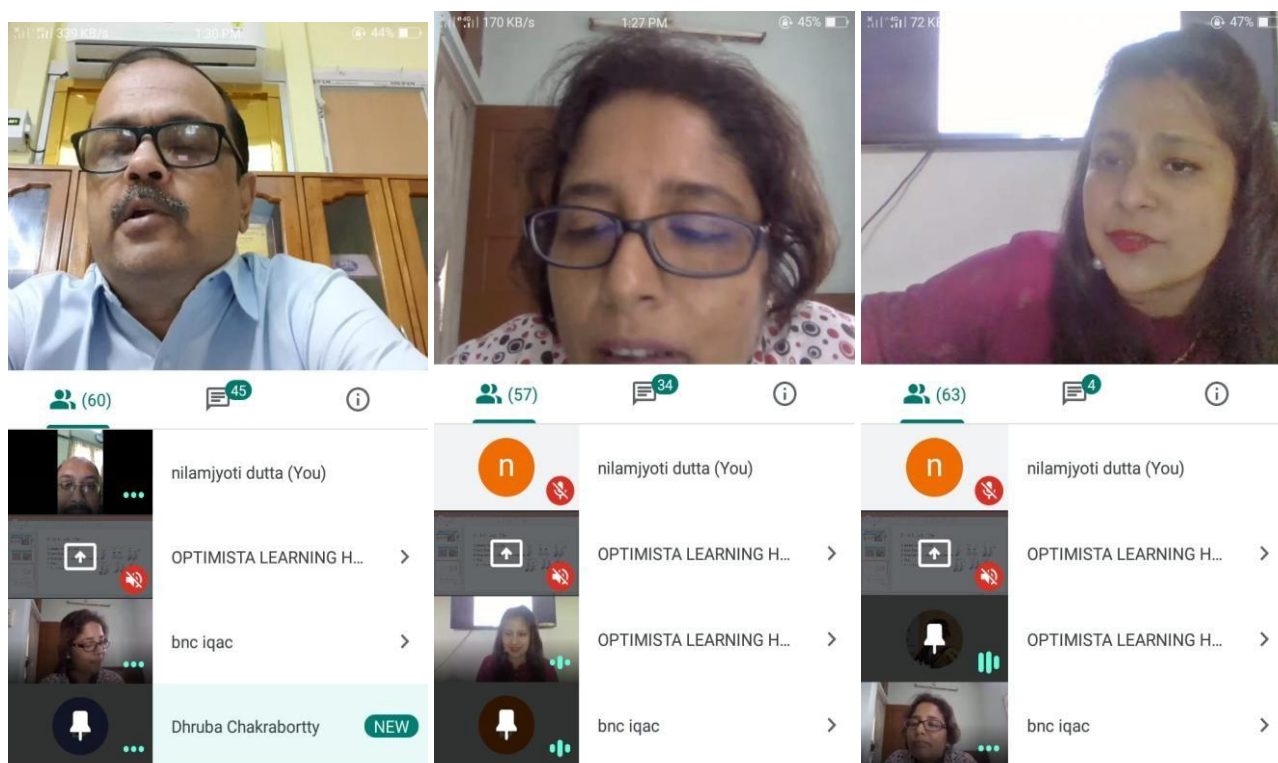 339 KB/s 1:30 PM 44%
(60) 45
nilamjyoti dutta (You)
OPTIMISTA LEARNING H...
bnc iqac
Dhruba Chakrabortty NEW
170 KB/s 1:27 PM 45%
(57) 34
n nilamjyoti dutta (You)
OPTIMISTA LEARNING H...
OPTIMISTA LEARNING H...
bnc iqac
72 47%
(63) 4
n nilamjyoti dutta (You)
OPTIMISTA LEARNING H...
OPTIMISTA LEARNING H...
bnc iqac